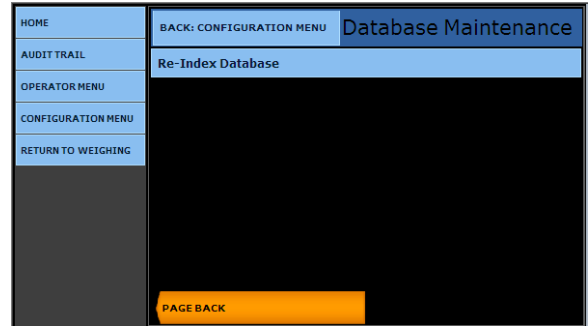 HOME
AUDIT TRAIL
OPERATOR MENU
CONFIGURATION MENU
RETURN TO WEIGHING
BACK: CONFIGURATION MENU
Database Maintenance
Re-Index Database
PAGE BACK